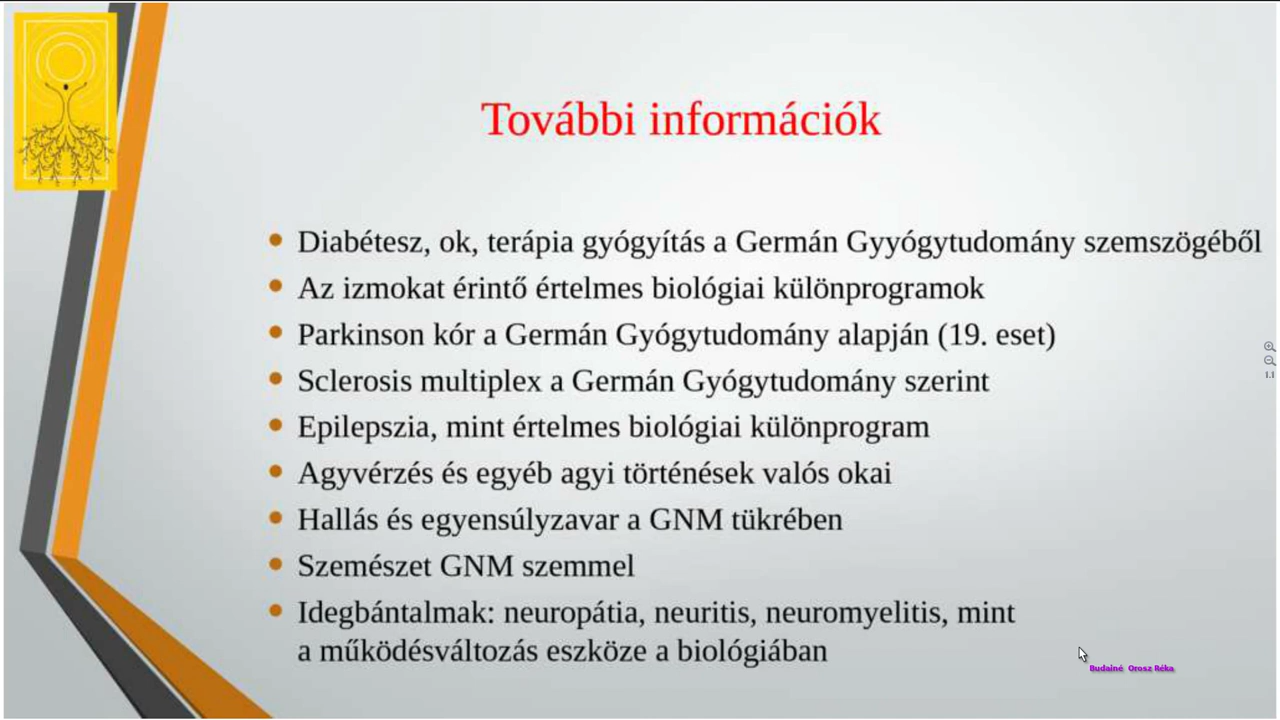 További információk
Diabétesz, ok, terápia gyógyítás a Germán Gyyógytudomány szemszögéből
Az izmokat érintő értelmes biológiai különprogramok
Parkinson kór a Germán Gyógytudomány alapján (19. eset)
Sclerosis multiplex a Germán Gyógytudomány szerint
Epilepszia, mint értelmes biológiai különprogram
Agyvérzés és egyéb agyi történések valós okai
Hallás és egyensúlyzavar a GNM tükrében
Szemészet GNM szemmel
Idegbántalmak: neuropátia, neuritis, neuromyelitis, mint
a működésváltozás eszköze a biológiában
Budainé Orosz Réka
1:1